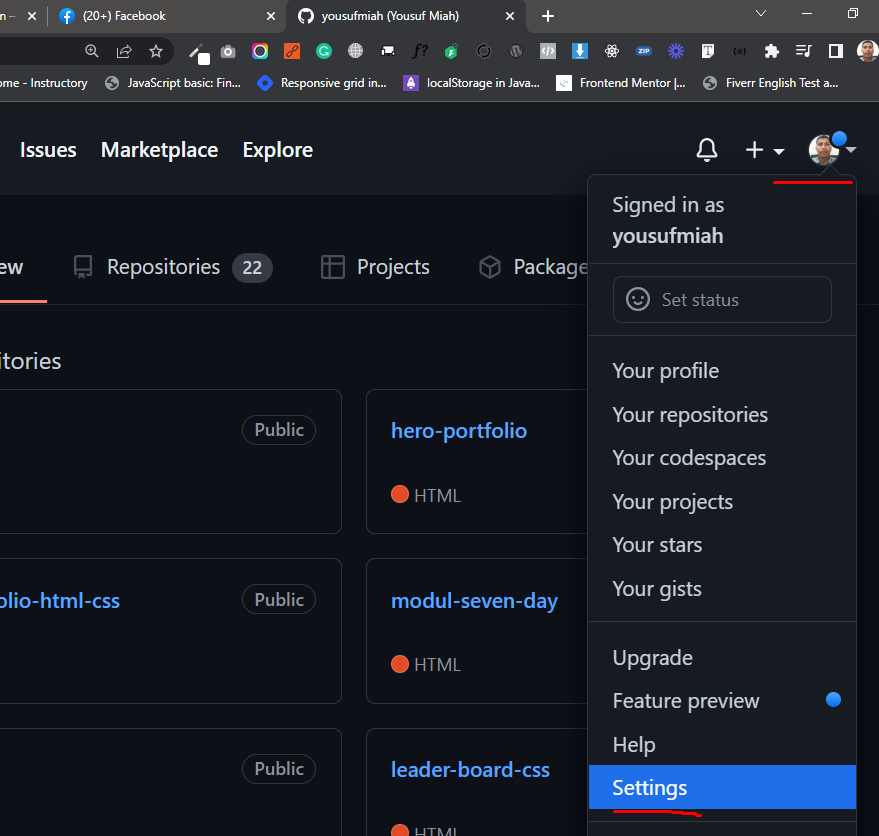 (20+) Facebook
yousufmiah (Yousuf Miah)
ZIP
ome - Instructory
JavaScript basic: Fin...
Responsive grid in...
localStorage in Java...
Frontend Mentor |...
Fiverr English Test a...
Issues
Marketplace
Explore
Signed in as
yousufmiah
ew
Repositories 22
Projects
Package
Set status
itories
Your profile
Your repositories
Your codespaces
Your projects
Your stars
Your gists
Public
hero-portfolio
HTML
olio-html-css
Public
modul-seven-day
HTML
Upgrade
Feature preview
Help
Settings
Public
leader-board-css
HTML